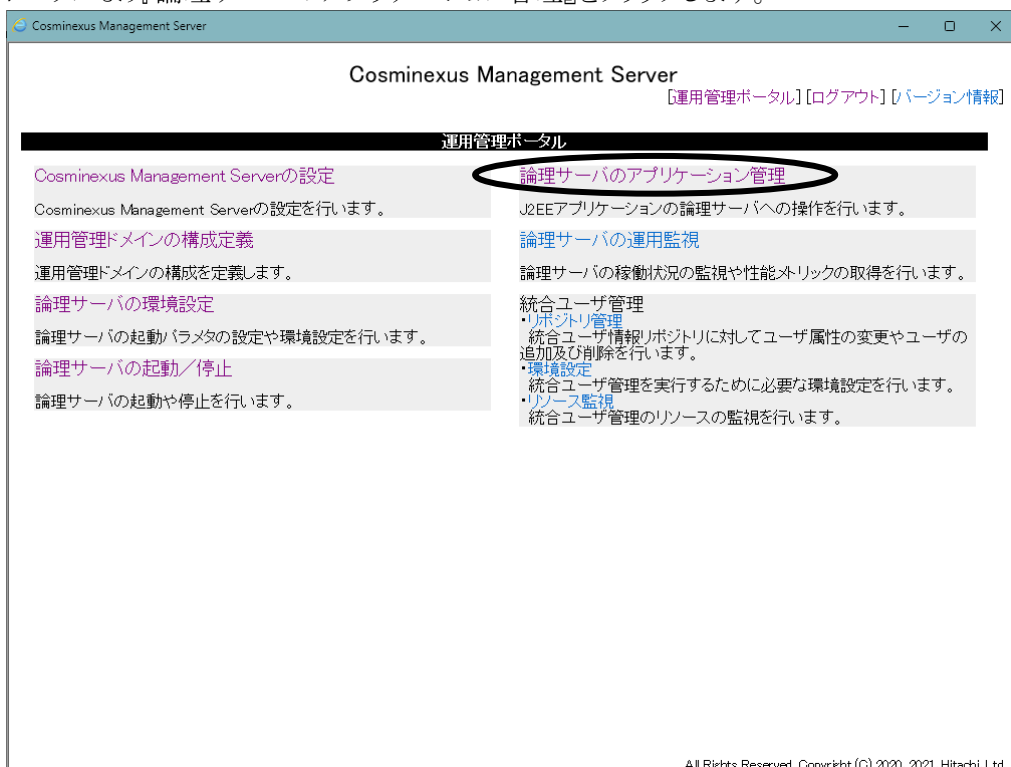 Cosminexus Management Server
Cosminexus Management Server
[運用管理ポータル] [ログアウト] [バージョン情報]
運用管理ポータル
Cosminexus Management Serverの設定
Cosminexus Management Serverの設定を行います。
運用管理ドメインの構成定義
運用管理ドメインの構成を定義します。
論理サーバの環境設定
論理サーバの起動パラメタの設定や環境設定を行います。
論理サーバの起動／停止
論理サーバの起動や停止を行います。
論理サーバのアプリケーション管理
J2EEアプリケーションの論理サーバへの操作を行います。
論理サーバの運用監視
論理サーバの稼働状況の監視や性能メトリックの取得を行います。
統合ユーザ管理
・リポジトリ管理
統合ユーザ情報リポジトリに対してユーザ属性の変更やユーザの
追加及び削除を行います。
・環境設定
統合ユーザ管理を実行するために必要な環境設定を行います。
・リソース監視
統合ユーザ管理のリソースの監視を行います。
All Rights Reserved. Copyright (C) 2020, 2021, Hitachi, Ltd.